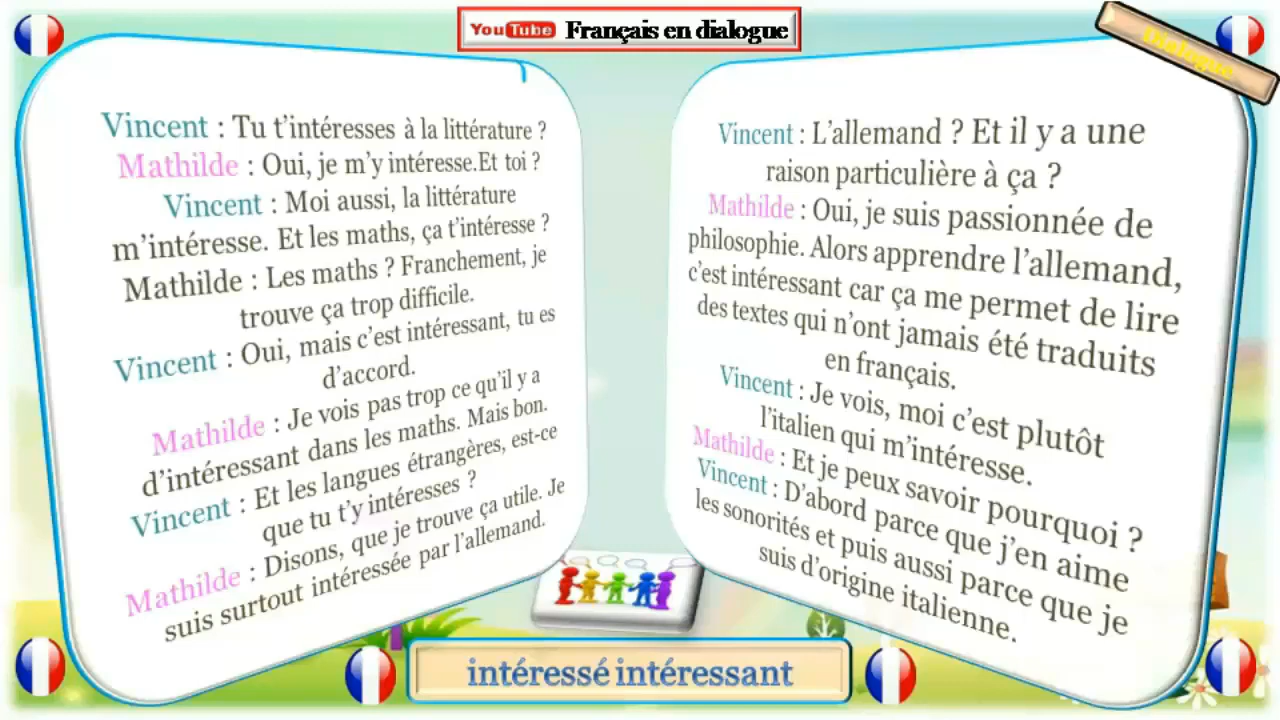 YouTube Français en dialogue
Dialogue
Vincent : Tu t'intéresses à la littérature ?
Mathilde : Oui, je m'y intéresse.Et toi ?
Vincent : Moi aussi, la littérature
m'intéresse. Et les maths, ça t'intéresse ?
Mathilde : Les maths ? Franchement, je
trouve ça trop difficile.
Vincent : Oui, mais c'est intéressant, tu es
d'accord.
Mathilde : Je vois pas trop ce qu'il y a
d'intéressant dans les maths. Mais bon.
Vincent : Et les langues étrangères, est-ce
que tu t'y intéresses ?
Mathilde : Disons, que je trouve ça utile. Je
suis surtout intéressée par l'allemand.
Vincent : L'allemand ? Et il y a une
raison particulière à ça ?
Mathilde : Oui, je suis passionnée de
philosophie. Alors apprendre l'allemand,
c'est intéressant car ça me permet de lire
des textes qui n'ont jamais été traduits
en français.
Vincent : Je vois, moi c'est plutôt
l'italien qui m'intéresse.
Mathilde : Et je peux savoir pourquoi ?
Vincent : D'abord parce que j'en aime
les sonorités et puis aussi parce que je
suis d'origine italienne.
intéressé intéressant